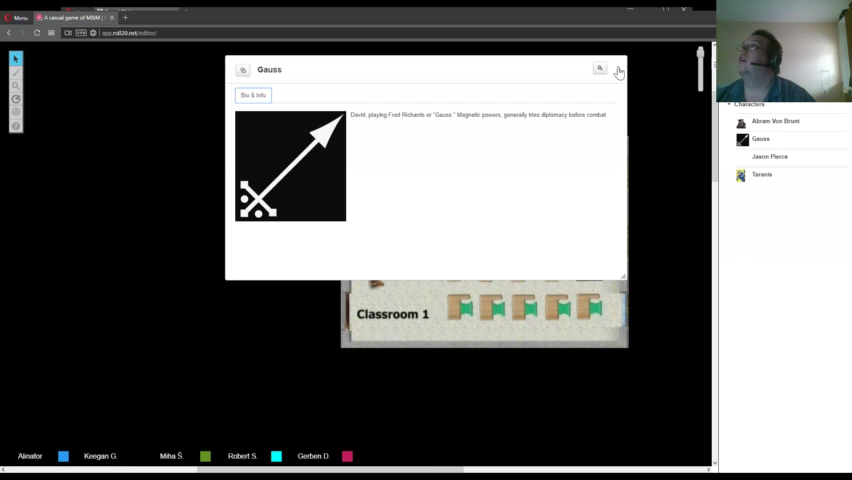 Menu
A casual game of M&M |
VPN
app.roll20.net/editor/
Gauss
Bio & Info
David. playing Fred Richards or "Gauss." Magnetic powers, generally tries diplomacy before combat
Characters
Abram Von Brunt
Gauss
Jason Pierce
Taranis
Classroom 1
Alinator
Keegan G.
Miha Š.
Robert S.
Gerben D.